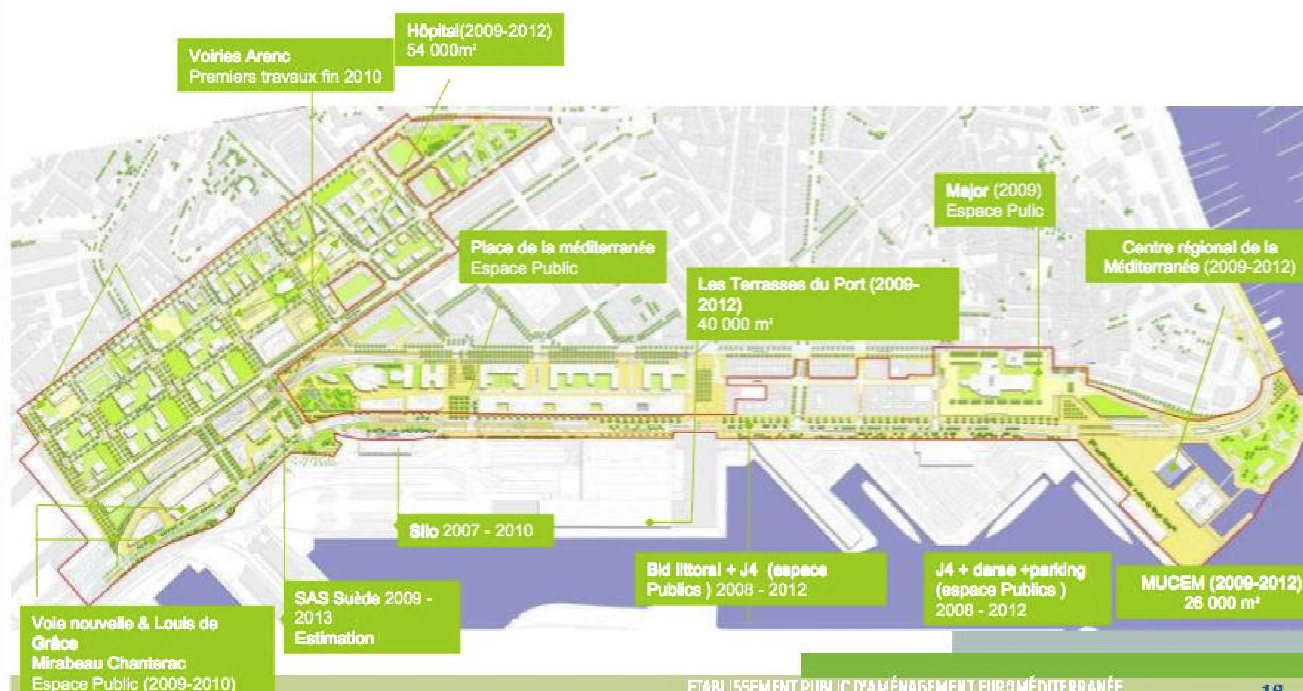 Hôpital(2009-2012)
54 000m²
Voiries Arenc
Premiers travaux fin 2010
Major (2009)
Espace Pulic
Place de la méditerranée
Espace Public
Centre régional de la
Méditerranée (2009-2012)
Les Terrasses du Port (2009-
2012)
40 000 m²
Silo 2007 - 2010
Bld littoral + J4 (espace
Publics ) 2008 - 2012
J4 + darse +parking
(espace Publics )
2008 - 2012
MUCEM (2009-2012)
26 000 m²
SAS Suède 2009 -
2013
Estimation
Voie nouvelle & Louis de
Grâce
Mirabeau Chanterac
Espace Public (2009-2010)
ETABLISSEMENT PUBLIC D'AMÉNAGEMENT EUROMÉDITERRANÉE